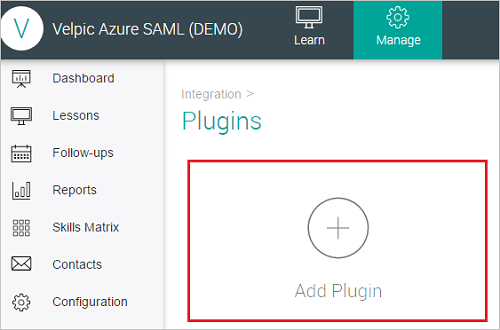 V Velpic Azure SAML (DEMO)
Learn
Manage
Dashboard
Lessons
Follow-ups
Reports
Skills Matrix
Contacts
Configuration
Integration >
Plugins
Add Plugin